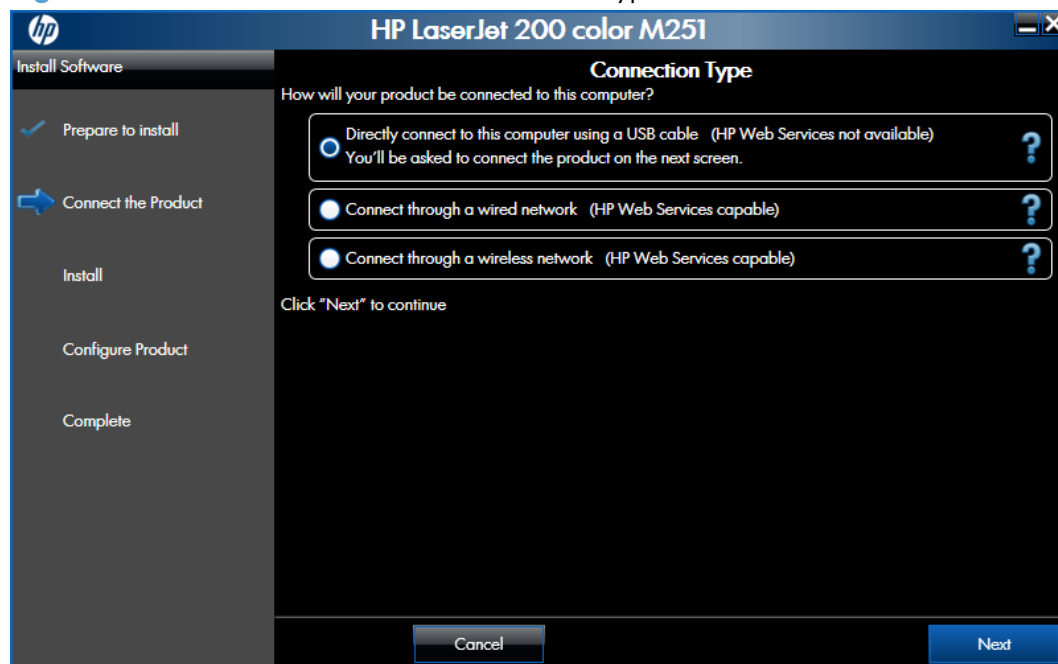 hp
HP LaserJet 200 color M251
Install Software
Prepare to install
Connect the Product
Install
Configure Product
Complete
Connection Type
How will your product be connected to this computer?
Directly connect to this computer using a USB cable (HP Web Services not available)
You'll be asked to connect the product on the next screen.
?
Connect through a wired network (HP Web Services capable)
?
Connect through a wireless network (HP Web Services capable)
?
Click "Next" to continue
Cancel
Next